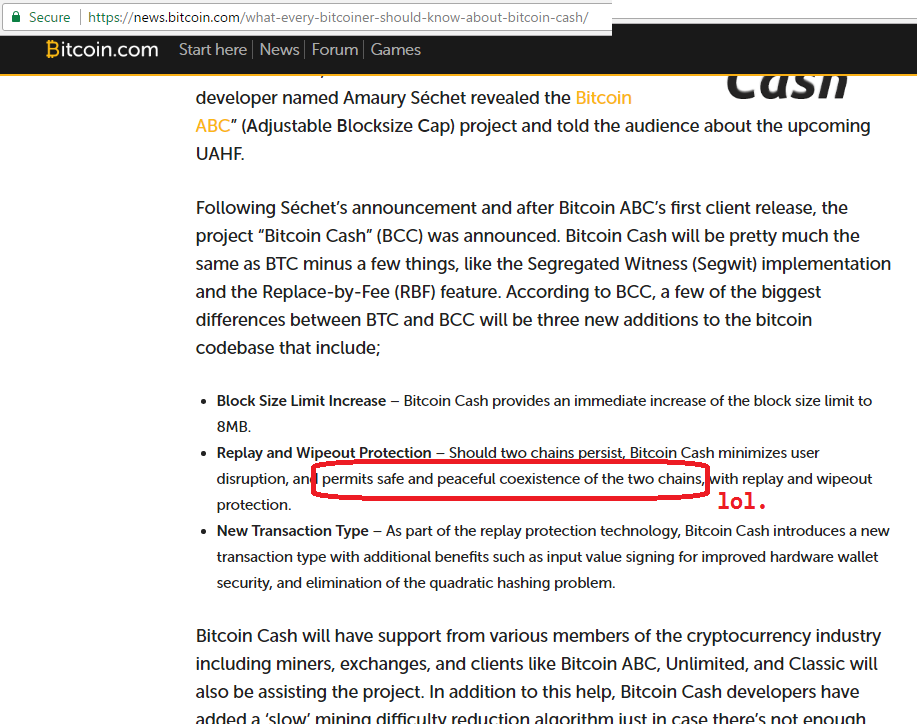 Secure https://news.bitcoin.com/what-every-bitcoiner-should-know-about-bitcoin-cash/
Bitcoin.com Start here News Forum Games
Cash
developer named Amaury Séchet revealed the Bitcoin
ABC” (Adjustable Blocksize Cap) project and told the audience about the upcoming
UAHF.
Following Séchet’s announcement and after Bitcoin ABC’s first client release, the
project “Bitcoin Cash” (BCC) was announced. Bitcoin Cash will be pretty much the
same as BTC minus a few things, like the Segregated Witness (Segwit) implementation
and the Replace-by-Fee (RBF) feature. According to BCC, a few of the biggest
differences between BTC and BCC will be three new additions to the bitcoin
codebase that include;
• Block Size Limit Increase – Bitcoin Cash provides an immediate increase of the block size limit to
8MB.
• Replay and Wipeout Protection – Should two chains persist, Bitcoin Cash minimizes user
disruption, and permits safe and peaceful coexistence of the two chains, with replay and wipeout
protection.
lol.
• New Transaction Type – As part of the replay protection technology, Bitcoin Cash introduces a new
transaction type with additional benefits such as input value signing for improved hardware wallet
security, and elimination of the quadratic hashing problem.
Bitcoin Cash will have support from various members of the cryptocurrency industry
including miners, exchanges, and clients like Bitcoin ABC, Unlimited, and Classic will
also be assisting the project. In addition to this help, Bitcoin Cash developers have
added a ‘slow’ mining difficulty reduction algorithm just in case there’s not enough